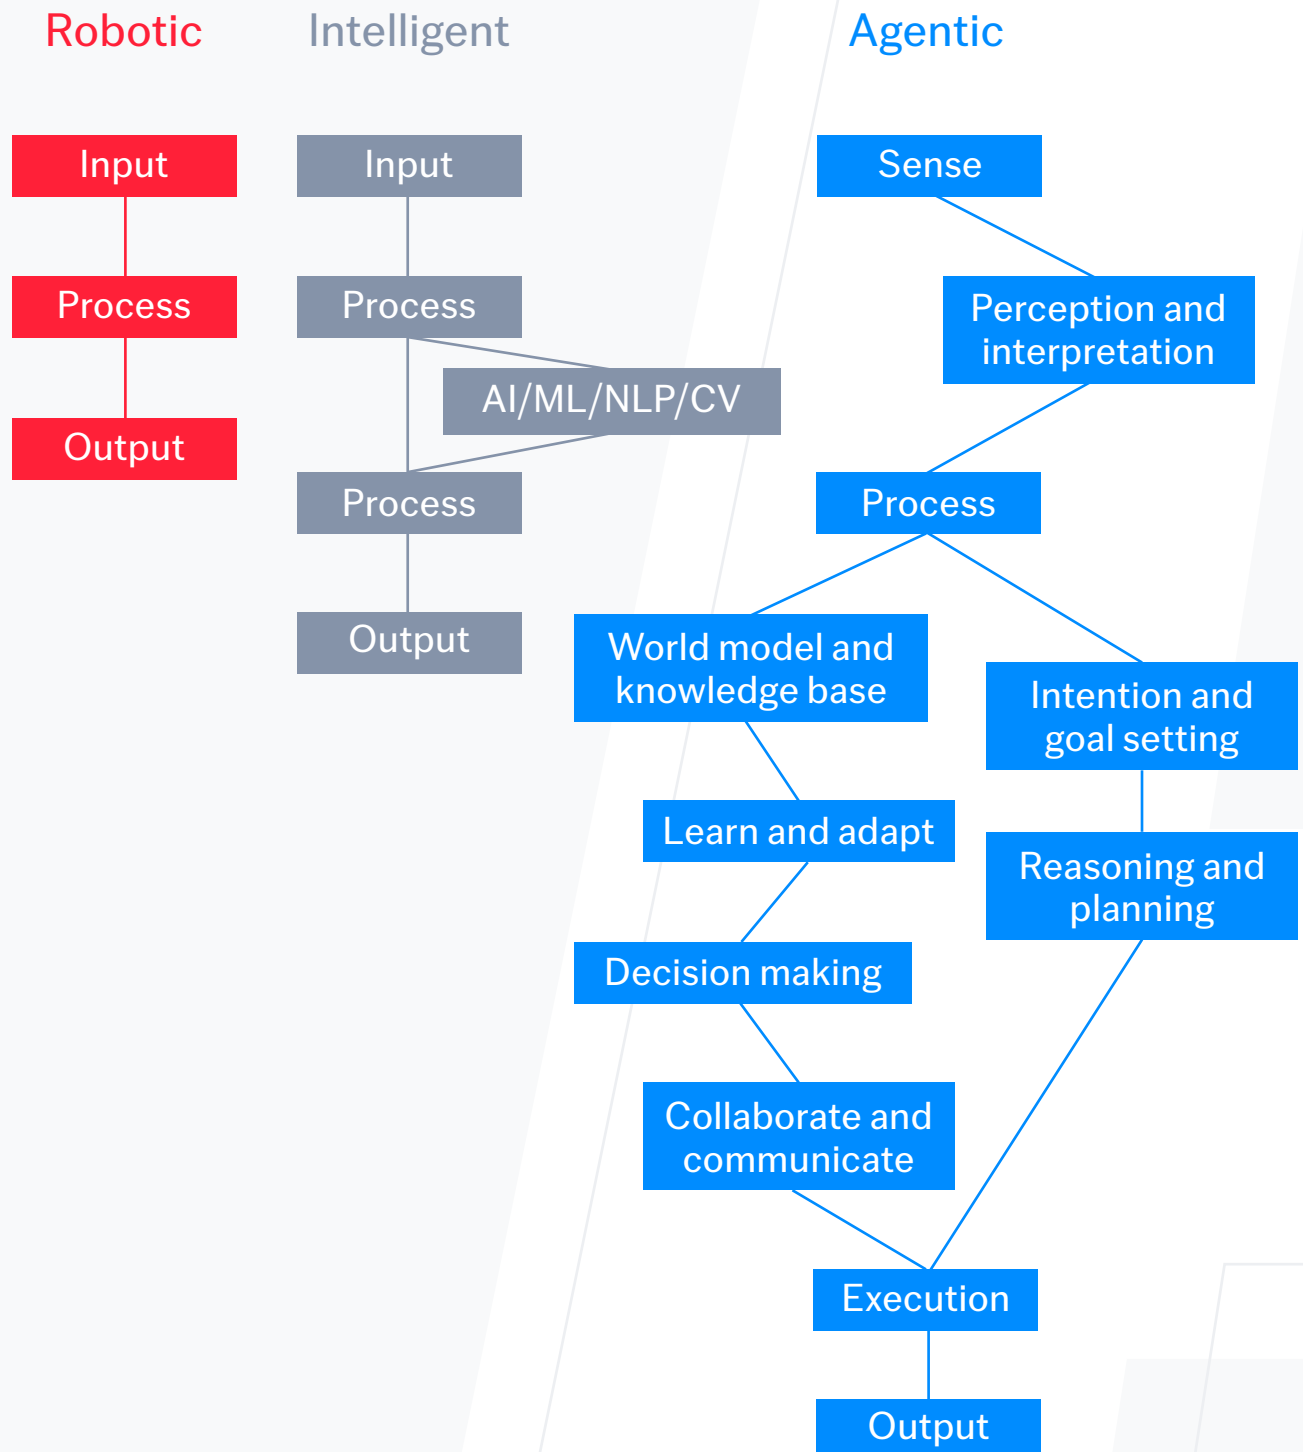 Robotic
Input
Process
Output
Intelligent
Input
Process
AI/ML/NLP/CV
Process
Output
Agentic
Sense
Perception and
interpretation
Process
World model and
knowledge base
Learn and adapt
Decision making
Collaborate and
communicate
Intention and
goal setting
Reasoning and
planning
Execution
Output